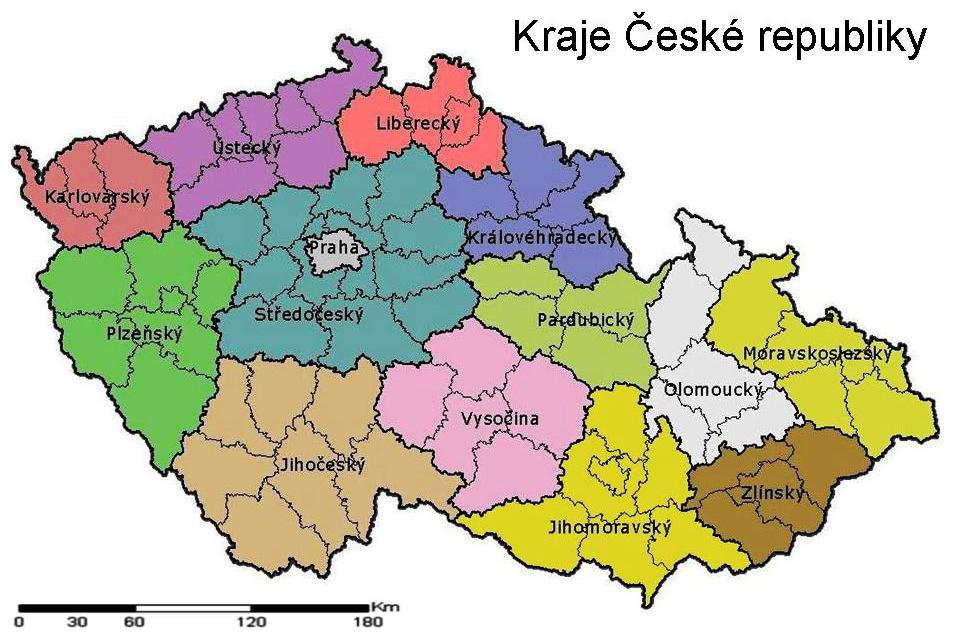 Kraje České republiky
Liberecký
Ústecký
Karlovarský
Královéhradecký
Praha
Středočeský
Pardubický
Plzeňský
Moravskoslezský
Olomoucký
Vysočina
Jihočeský
Zlínský
Jihomoravský
Km
0 30 60 120 180